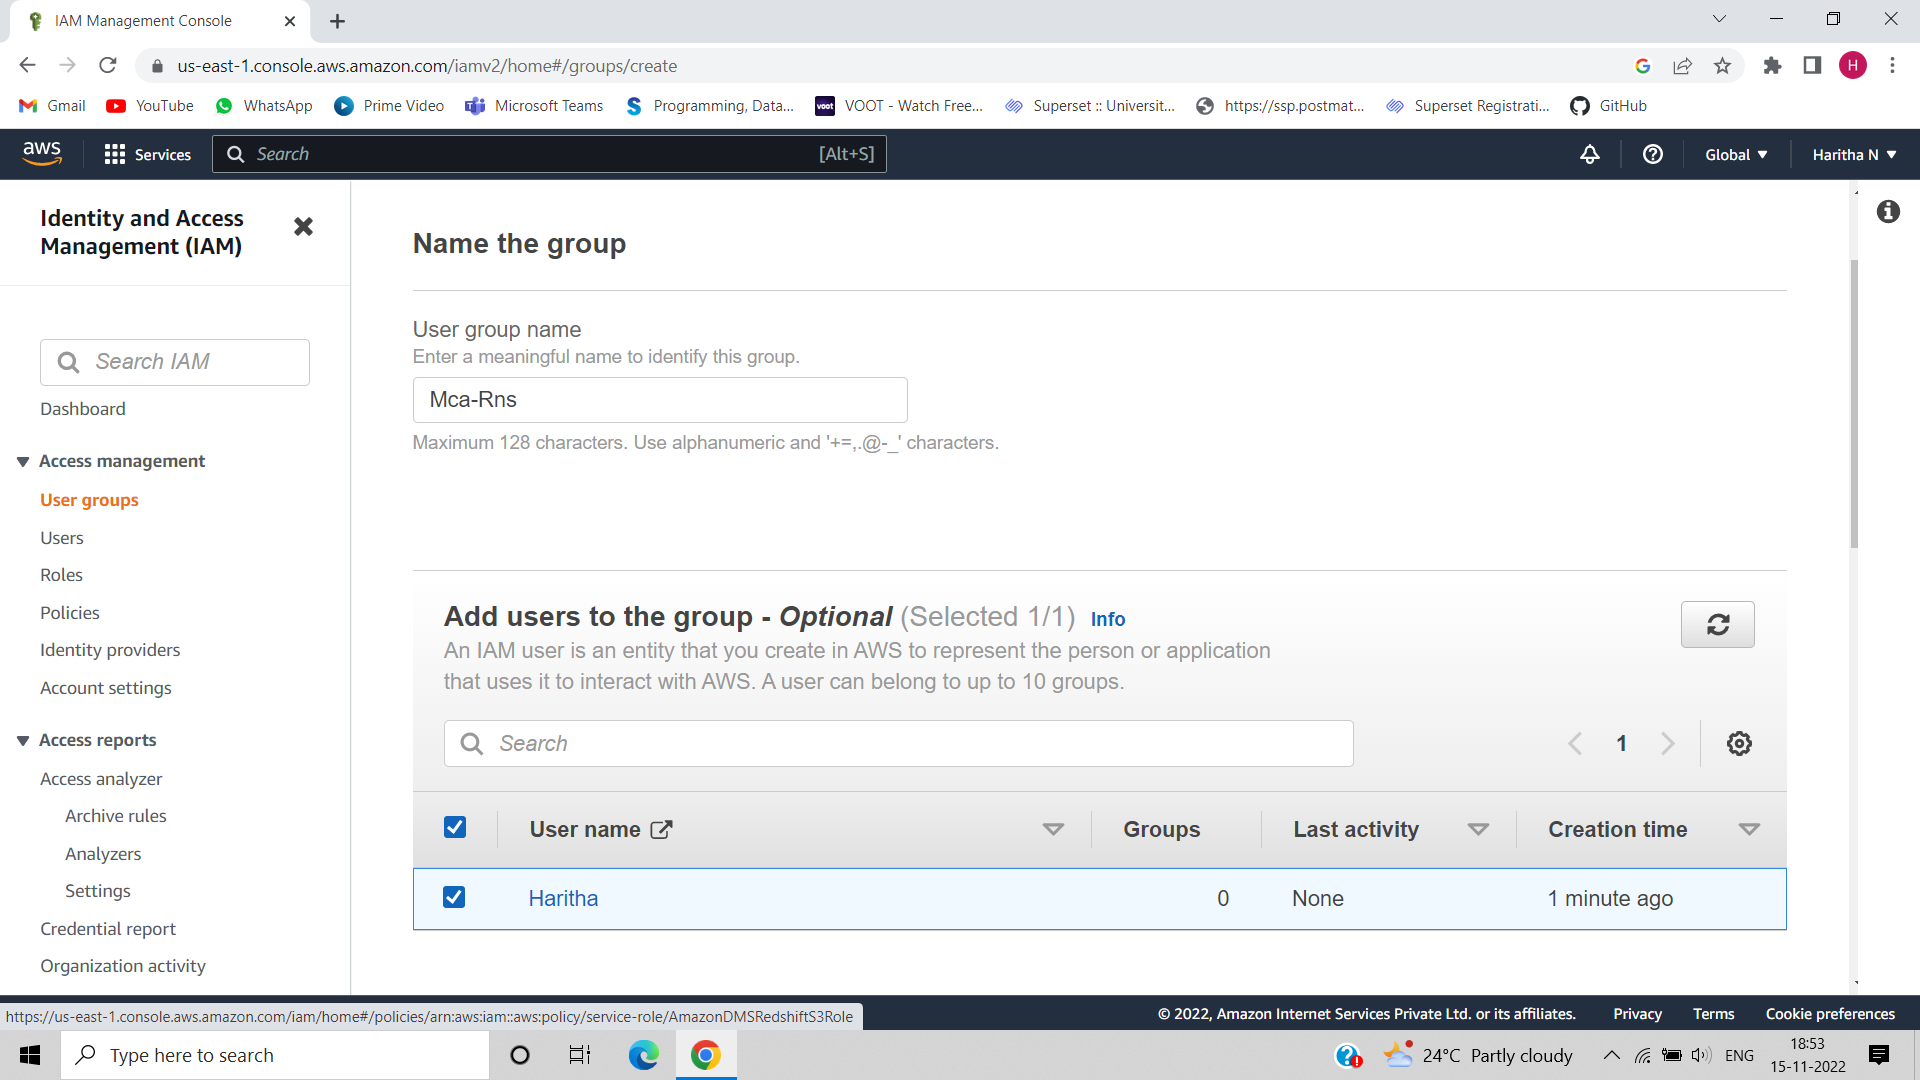 IAM Management Console
us-east-1.console.aws.amazon.com/iamv2/home#/groups/create
H
Gmail
YouTube
WhatsApp
Prime Video
Microsoft Teams
Programming, Data...
voot
VOOT - Watch Free...
Superset :: Universit...
https://ssp.postmat...
Superset Registrati...
GitHub
aws
Services
Search
[Alt+S]
Global
Haritha N
Identity and Access
Management (IAM)
Search IAM
Dashboard
Access management
User groups
Users
Roles
Policies
Identity providers
Account settings
Access reports
Access analyzer
Archive rules
Analyzers
Settings
Credential report
Organization activity
Name the group
User group name
Enter a meaningful name to identify this group.
Mca-Rns
Maximum 128 characters. Use alphanumeric and '+=,.@-_' characters.
Add users to the group - Optional (Selected 1/1) Info
An IAM user is an entity that you create in AWS to represent the person or application
that uses it to interact with AWS. A user can belong to up to 10 groups.
Search
1
User name Groups Last activity Creation time
Haritha 0 None 1 minute ago
https://us-east-1.console.aws.amazon.com/iam/home#/policies/arn:aws:iam::aws:policy/service-role/AmazonDMSRedshiftS3Role
© 2022, Amazon Internet Services Private Ltd. or its affiliates. Privacy Terms Cookie preferences
Type here to search
24°C Partly cloudy
ENG
18:53
15-11-2022